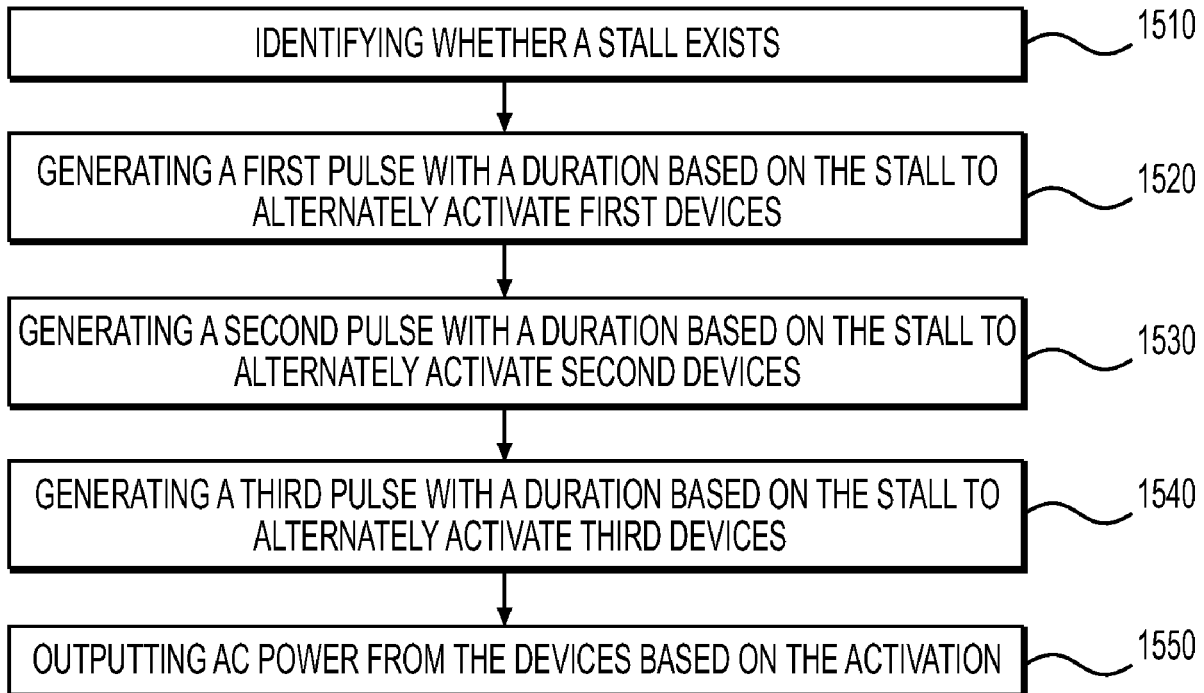 IDENTIFYING WHETHER A STALL EXISTS
1510
GENERATING A FIRST PULSE WITH A DURATION BASED ON THE STALL TO
ALTERNATELY ACTIVATE FIRST DEVICES
1520
GENERATING A SECOND PULSE WITH A DURATION BASED ON THE STALL TO
ALTERNATELY ACTIVATE SECOND DEVICES
1530
GENERATING A THIRD PULSE WITH A DURATION BASED ON THE STALL TO
ALTERNATELY ACTIVATE THIRD DEVICES
1540
OUTPUTTING AC POWER FROM THE DEVICES BASED ON THE ACTIVATION
1550